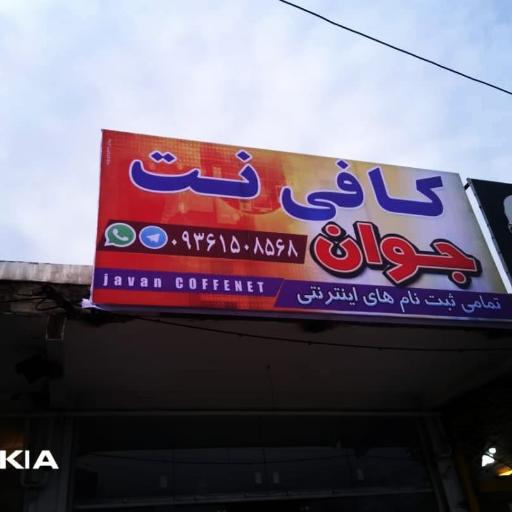 کافی نت
جوان
۰۹۳۶۱۵۰۸۵۶۸
javan COFFENET
تمامی ثبت نام های اینترنتی
KIA